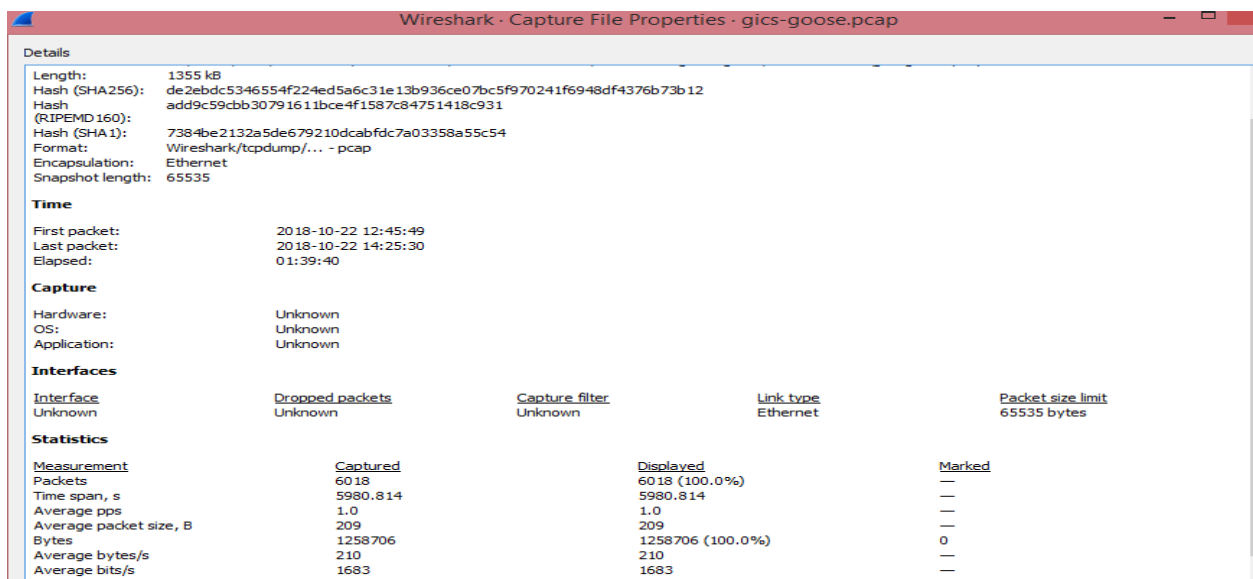 Wireshark · Capture File Properties · gics-goose.pcap
Details
Length: 1355 kB
Hash (SHA256): de2ebdc5346554f224ed5a6c31e13b936ce07bc5f970241f6948df4376b73b12
Hash (RIPEMD160): add9c59cbb30791611bce4f1587c84751418c931
Hash (SHA1): 7384be2132a5de679210dcabfdc7a03358a55c54
Format: Wireshark/tcpdump/... - pcap
Encapsulation: Ethernet
Snapshot length: 65535
Time
First packet: 2018-10-22 12:45:49
Last packet: 2018-10-22 14:25:30
Elapsed: 01:39:40
Capture
Hardware: Unknown
OS: Unknown
Application: Unknown
Interfaces
Interface Dropped packets Capture filter Link type Packet size limit
Unknown Unknown Unknown Ethernet 65535 bytes
Statistics
Measurement Captured Displayed Marked
Packets 6018 6018 (100.0%) —
Time span, s 5980.814 5980.814 —
Average pps 1.0 1.0 —
Average packet size, B 209 209 —
Bytes 1258706 1258706 (100.0%) 0
Average bytes/s 210 210 —
Average bits/s 1683 1683 —